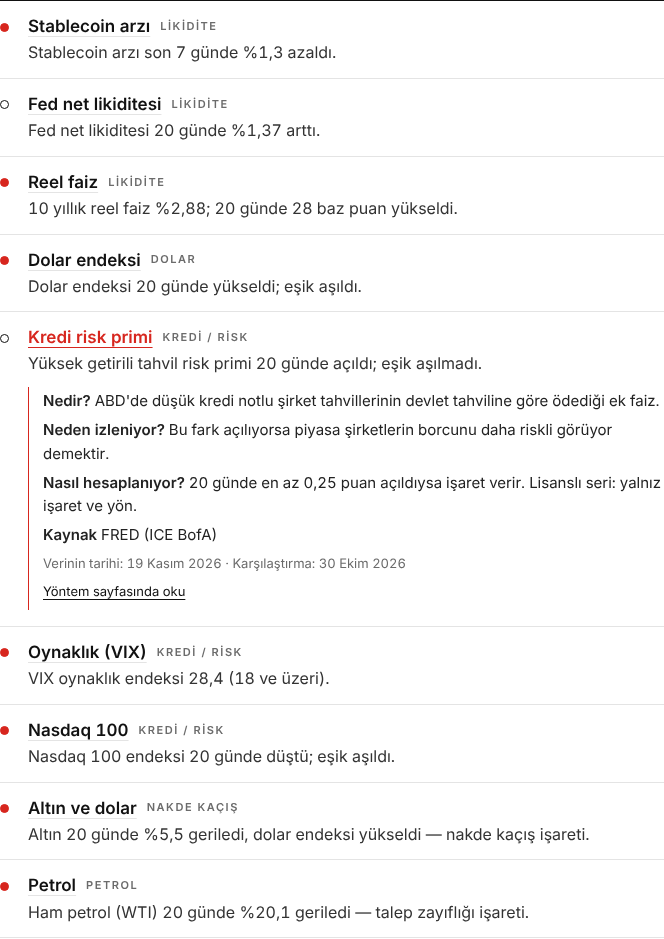 Stablecoin arzı LİKİDİTE
Stablecoin arzı son 7 günde %1,3 azaldı.
Fed net likiditesi LİKİDİTE
Fed net likiditesi 20 günde %1,37 arttı.
Reel faiz LİKİDİTE
10 yıllık reel faiz %2,88; 20 günde 28 baz puan yükseldi.
Dolar endeksi DOLAR
Dolar endeksi 20 günde yükseldi; eşik aşıldı.
Kredi risk primi KREDİ / RİSK
Yüksek getirili tahvil risk primi 20 günde açıldı; eşik aşılmadı.
Nedir? ABD'de düşük kredi notlu şirket tahvillerinin devlet tahviline göre ödediği ek faiz.
Neden izleniyor? Bu fark açılıyorsa piyasa şirketlerin borcunu daha riskli görüyor
demektir.
Nasıl hesaplanıyor? 20 günde en az 0,25 puan açıldıysa işaret verir. Lisanslı seri: yalnız
işaret ve yön.
Kaynak FRED (ICE BofA)
Verinin tarihi: 19 Kasım 2026 · Karşılaştırma: 30 Ekim 2026
Yöntem sayfasında oku
Oynaklık (VIX) KREDİ / RİSK
VIX oynaklık endeksi 28,4 (18 ve üzeri).
Nasdaq 100 KREDİ / RİSK
Nasdaq 100 endeksi 20 günde düştü; eşik aşıldı.
Altın ve dolar NAKDE KAÇIŞ
Altın 20 günde %5,5 geriledi, dolar endeksi yükseldi — nakde kaçış işareti.
Petrol PETROL
Ham petrol (WTI) 20 günde %20,1 geriledi — talep zayıflığı işareti.